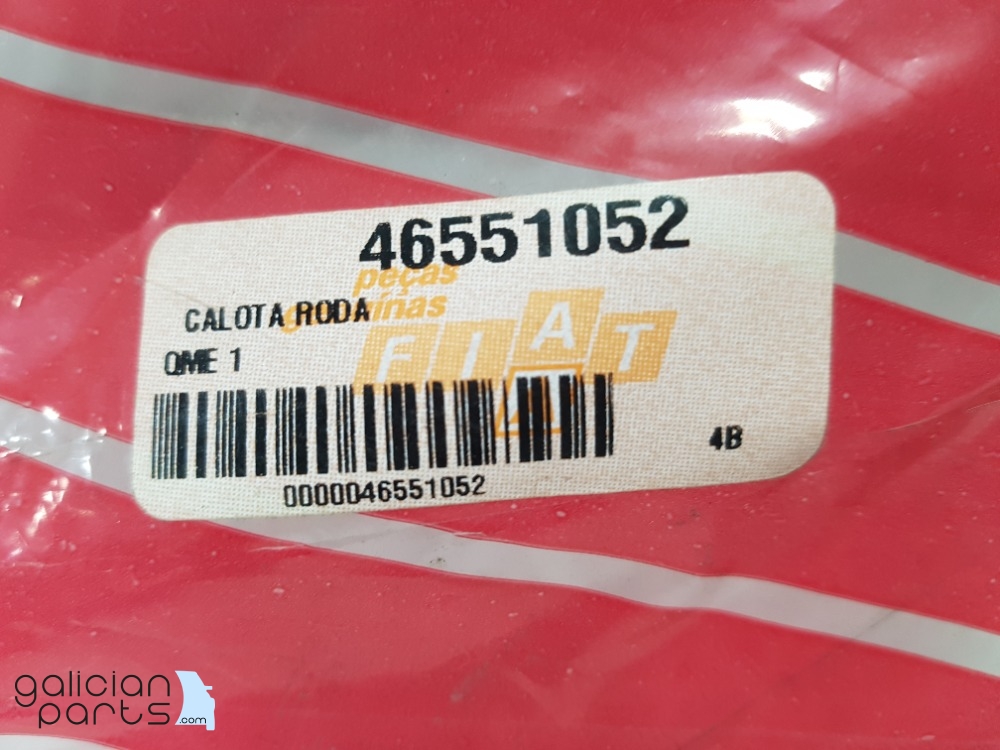 46551052
peças
genuínas
CALOTA RODA
FIAT
QME 1
4B
0000046551052
galician
parts.com